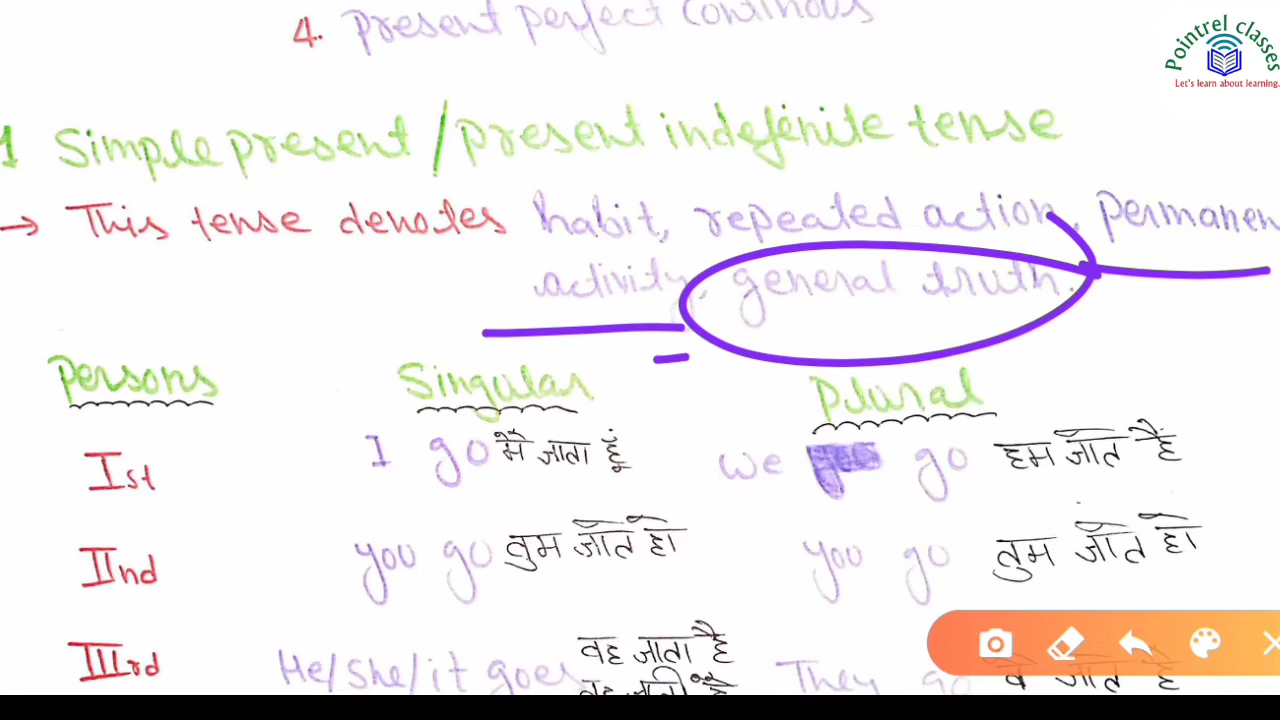 4. Present perfect continous
Pointrel classes
Let's learn about learning.
1 Simple present / present indefinite tense
→ This tense denotes habit, repeated action, permanen
activity, general truth.
Persons Singular Plural
Ist I go मै जाता हूं We go हम जाते हैं
IInd you go तुम जाते हो you go तुम जाते हो
IIIrd He/She/it goes वह जाता है They go वे जाते हैं